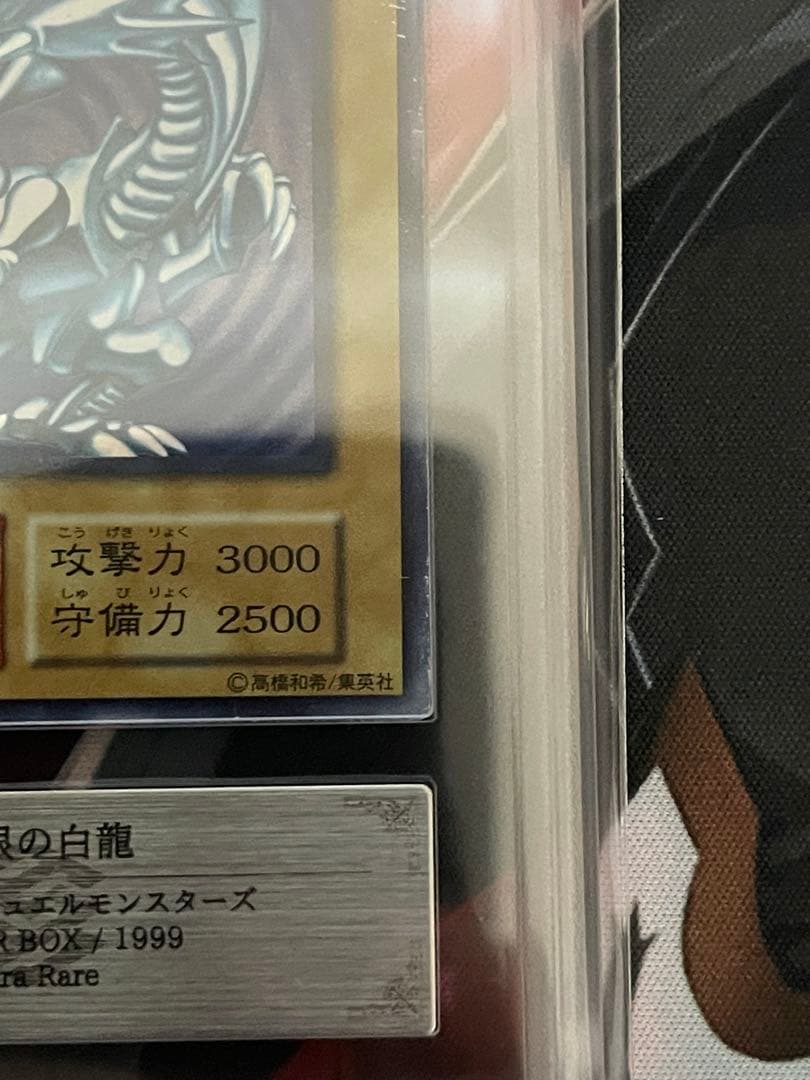 こう げき りょく
攻撃力 3000
しゅ び りょく
守備力 2500
©高橋和希/集英社
眼の白龍
ュエルモンスターズ
R BOX / 1999
ra Rare